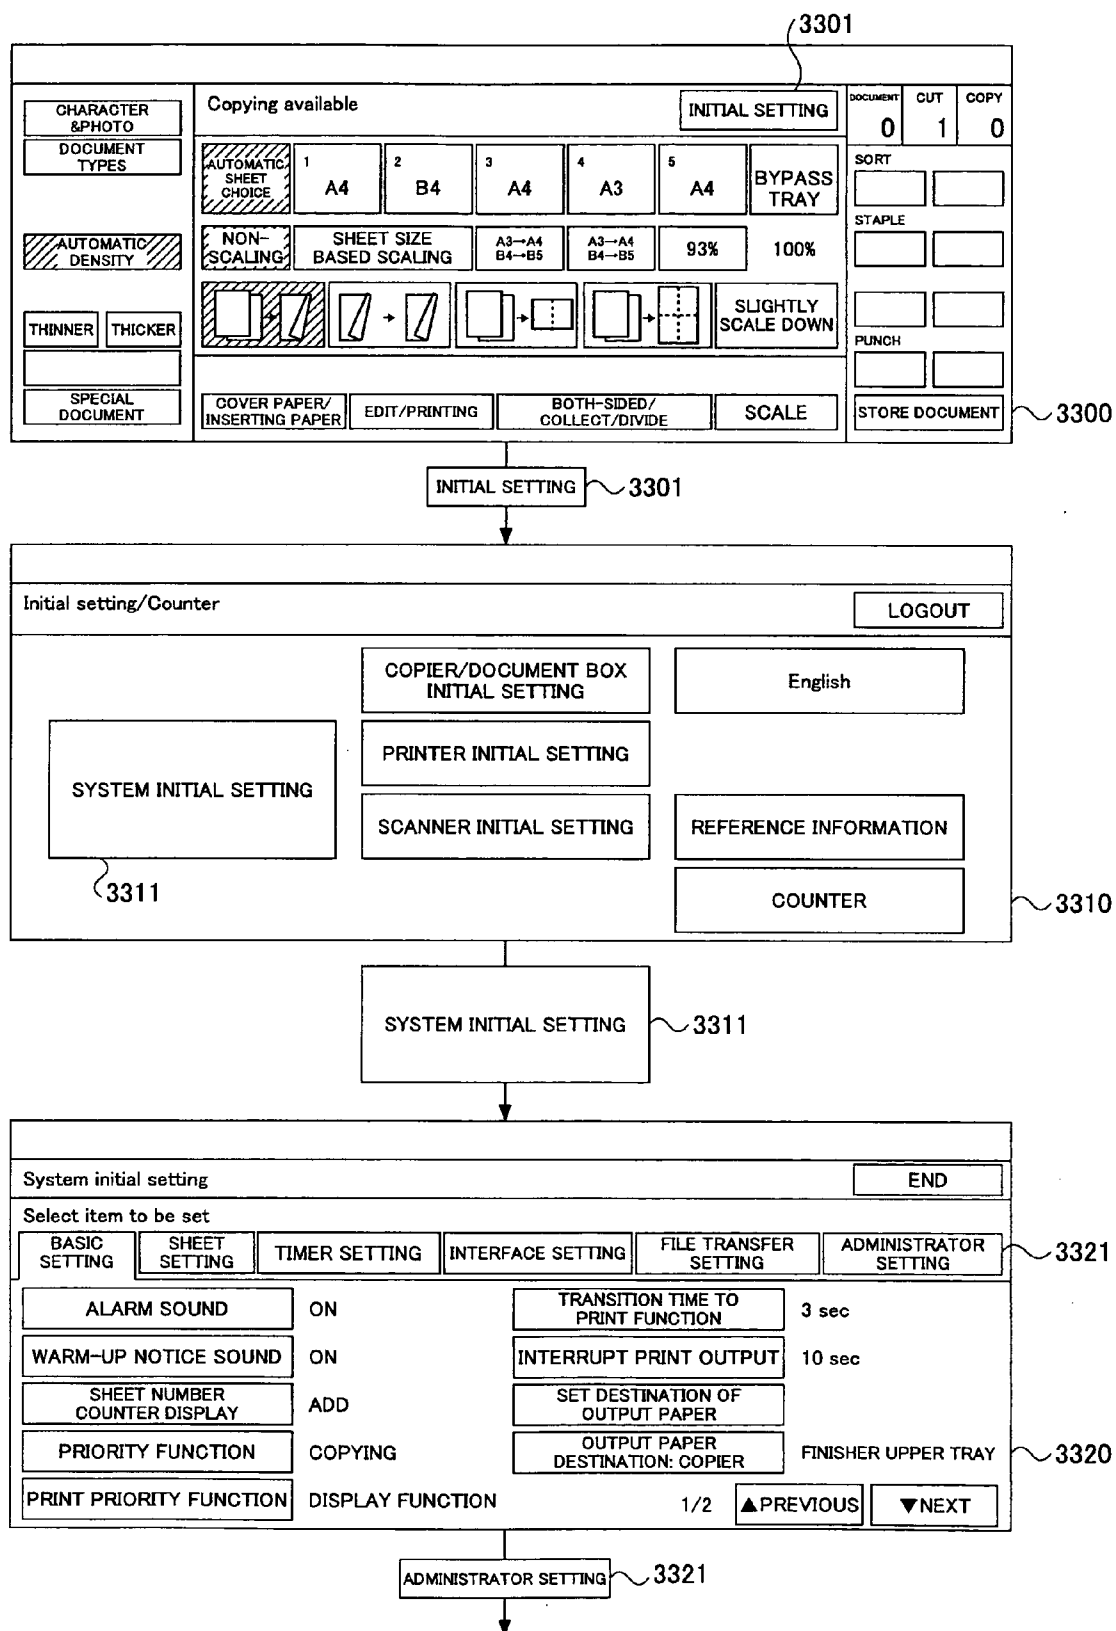 3301
Copying available
INITIAL SETTING
DOCUMENT
CUT
COPY
0
1
0
CHARACTER
&PHOTO
DOCUMENT
TYPES
AUTOMATIC
DENSITY
THINNER
THICKER
SPECIAL
DOCUMENT
AUTOMATIC
SHEET
CHOICE
1
A4
2
B4
3
A4
4
A3
5
A4
BYPASS
TRAY
NON-
SCALING
SHEET SIZE
BASED SCALING
A3→A4
B4→B5
A3→A4
B4→B5
93%
100%
SLIGHTLY
SCALE DOWN
COVER PAPER/
INSERTING PAPER
EDIT/PRINTING
BOTH-SIDED/
COLLECT/DIVIDE
SCALE
SORT
STAPLE
PUNCH
STORE DOCUMENT
3300
INITIAL SETTING
3301
Initial setting/Counter
LOGOUT
COPIER/DOCUMENT BOX
INITIAL SETTING
English
SYSTEM INITIAL SETTING
PRINTER INITIAL SETTING
SCANNER INITIAL SETTING
REFERENCE INFORMATION
3311
COUNTER
3310
SYSTEM INITIAL SETTING
3311
System initial setting
END
Select item to be set
BASIC
SETTING
SHEET
SETTING
TIMER SETTING
INTERFACE SETTING
FILE TRANSFER
SETTING
ADMINISTRATOR
SETTING
3321
ALARM SOUND
ON
TRANSITION TIME TO
PRINT FUNCTION
3 sec
WARM-UP NOTICE SOUND
ON
INTERRUPT PRINT OUTPUT
10 sec
SHEET NUMBER
COUNTER DISPLAY
ADD
SET DESTINATION OF
OUTPUT PAPER
PRIORITY FUNCTION
COPYING
OUTPUT PAPER
DESTINATION: COPIER
FINISHER UPPER TRAY
3320
PRINT PRIORITY FUNCTION
DISPLAY FUNCTION
1/2
▲PREVIOUS
▼NEXT
ADMINISTRATOR SETTING
3321